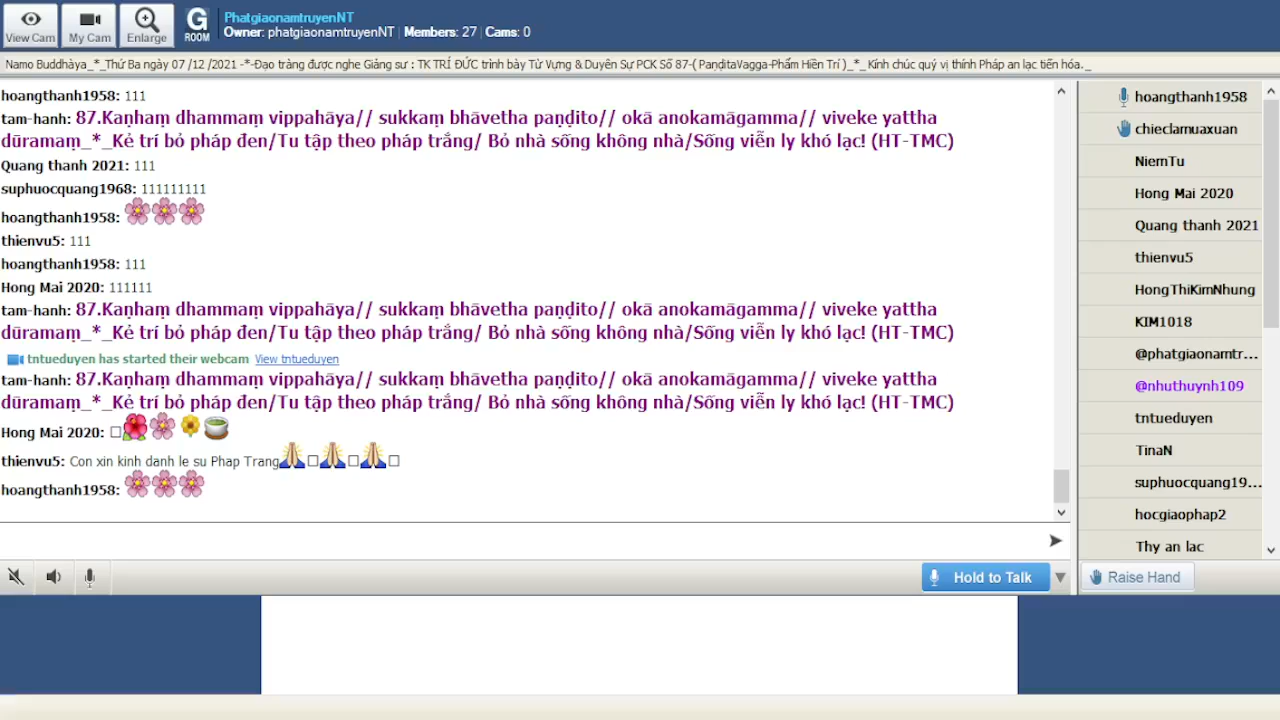 View Cam
My Cam
Enlarge
G
ROOM
PhatgiaonamtruyenNT
Owner: phatgiaonamtruyenNT | Members: 27 | Cams: 0
Namo Buddhàya_*_Thứ Ba ngày 07 /12 /2021 -*-Đạo tràng được nghe Giảng sư : TK TRÍ ĐỨC trình bày Từ Vựng & Duyên Sự PCK Số 87-( PaṇḍitaVagga-Phẩm Hiền Trí )_*_ Kính chúc quý vị thính Pháp an lạc tiến hóa._
hoangthanh1958: 111
tam-hanh: 87.Kaṇhaṃ dhammaṃ vippahāya// sukkaṃ bhāvetha paṇḍito// okā anokamāgamma// viveke yattha
dūramaṃ_*_Kẻ trí bỏ pháp đen/Tu tập theo pháp trắng/ Bỏ nhà sống không nhà/Sống viễn ly khó lạc! (HT-TMC)
Quang thanh 2021: 111
suphuocquang1968: 111111111
hoangthanh1958:
thienvu5: 111
hoangthanh1958: 111
Hong Mai 2020: 111111
tam-hanh: 87.Kaṇhaṃ dhammaṃ vippahāya// sukkaṃ bhāvetha paṇḍito// okā anokamāgamma// viveke yattha
dūramaṃ_*_Kẻ trí bỏ pháp đen/Tu tập theo pháp trắng/ Bỏ nhà sống không nhà/Sống viễn ly khó lạc! (HT-TMC)
tntueduyen has started their webcam View tntueduyen
tam-hanh: 87.Kaṇhaṃ dhammaṃ vippahāya// sukkaṃ bhāvetha paṇḍito// okā anokamāgamma// viveke yattha
dūramaṃ_*_Kẻ trí bỏ pháp đen/Tu tập theo pháp trắng/ Bỏ nhà sống không nhà/Sống viễn ly khó lạc! (HT-TMC)
Hong Mai 2020:
thienvu5: Con xin kinh danh le su Phap Trang
hoangthanh1958:
hoangthanh1958
chieclamuaxuan
NiemTu
Hong Mai 2020
Quang thanh 2021
thienvu5
HongThiKimNhung
KIM1018
@phatgiaonamtr...
@nhuthuynh109
tntueduyen
TinaN
suphuocquang19...
hocgiaophap2
Thy an lac
Hold to Talk
Raise Hand